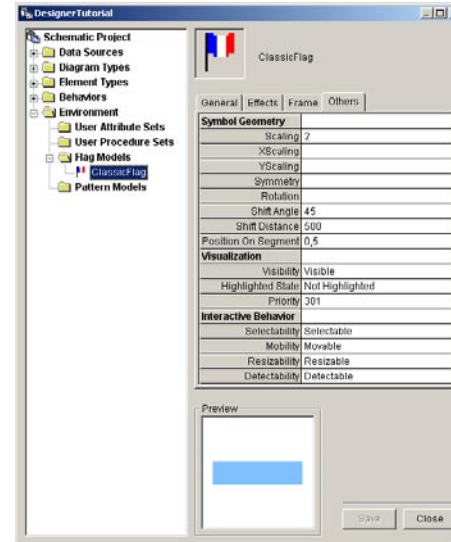 DesignerTutorial
Schematic Project
Data Sources
Diagram Types
Element Types
Behaviors
Environment
User Attribute Sets
User Procedure Sets
Flag Models
ClassicFlag
Pattern Models
ClassicFlag
General Effects Frame Others
Symbol Geometry
Scaling 2
XScaling
YScaling
Symmetry
Rotation
Shift Angle 45
Shift Distance 500
Position On Segment 0,5
Visualization
Visibility Visible
Highlighted State Not Highlighted
Priority 301
Interactive Behavior
Selectability Selectable
Mobility Movable
Resizability Resizable
Detectability Detectable
Preview
Save Close